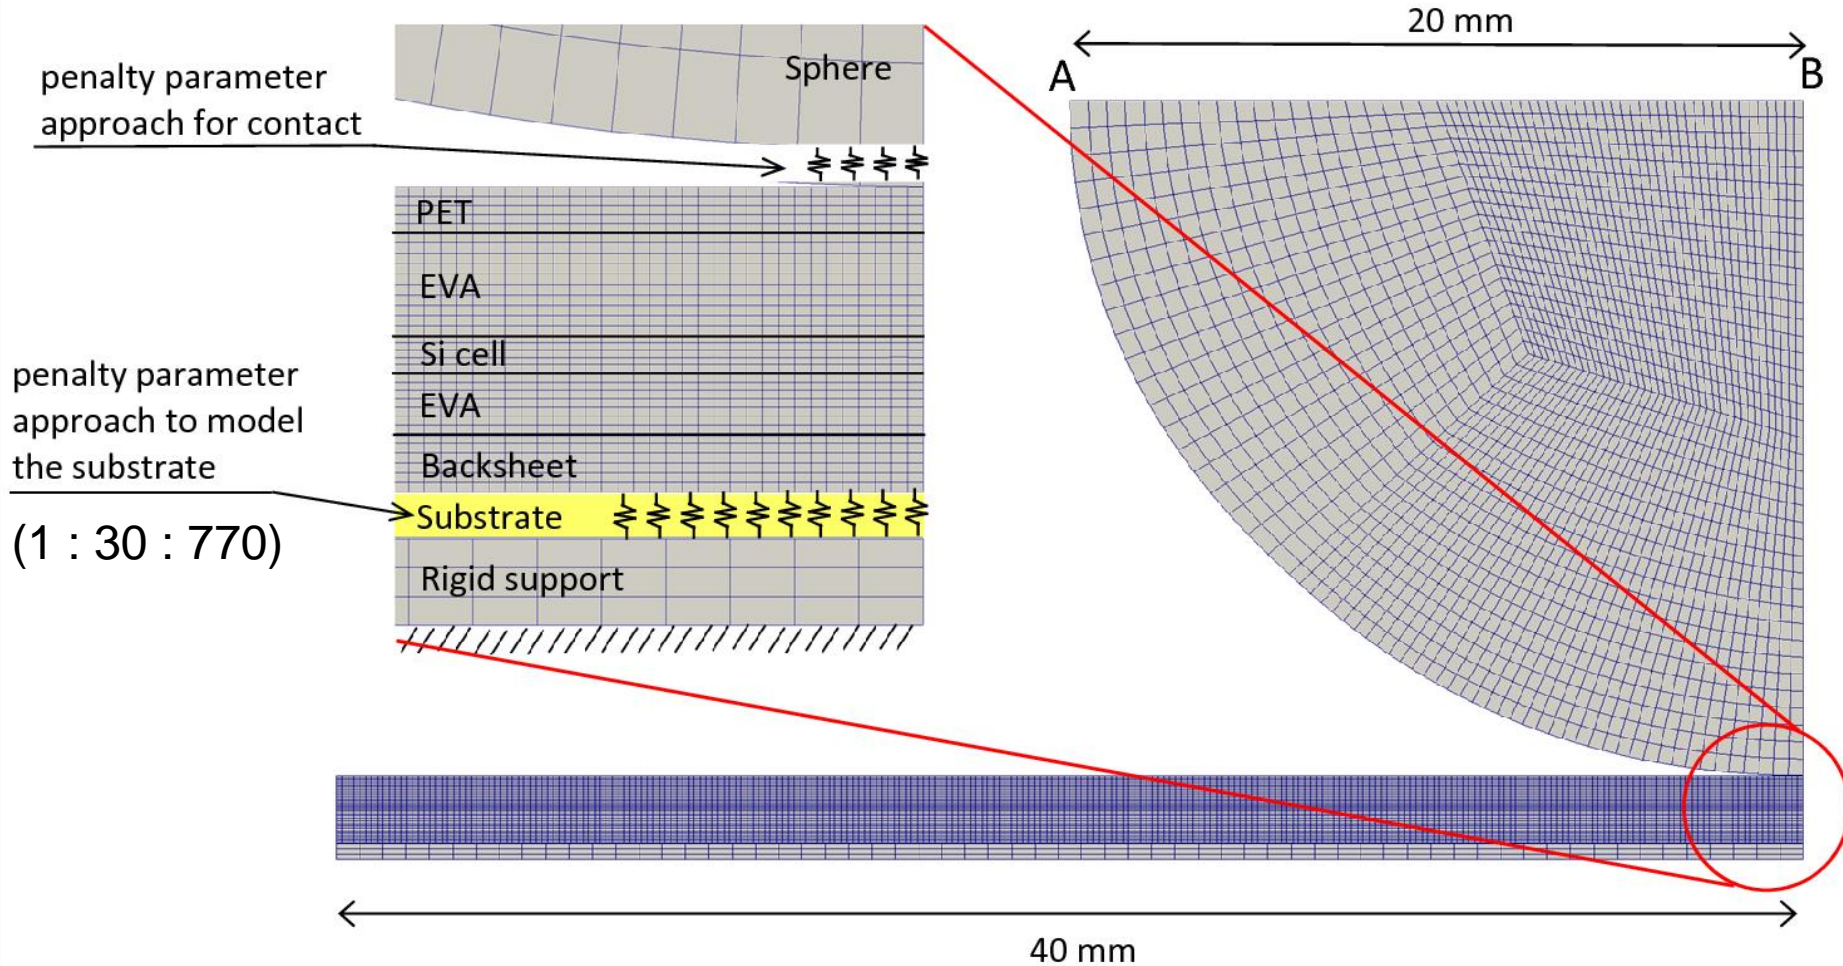 20 mm
A
B
Sphere
penalty parameter
approach for contact
PET
EVA
Si cell
EVA
Backsheet
Substrate
Rigid support
penalty parameter
approach to model
the substrate
(1 : 30 : 770)
40 mm